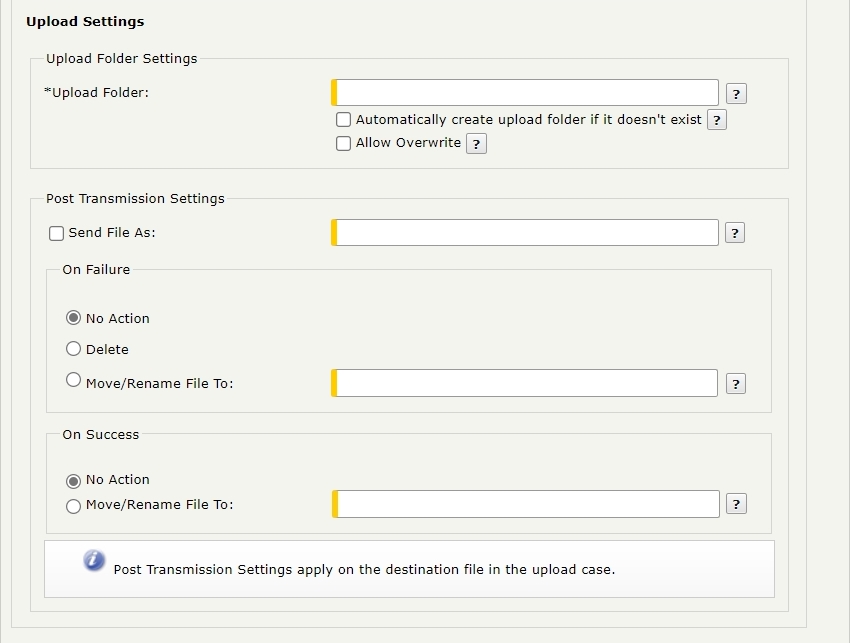 Upload Settings
Upload Folder Settings
*Upload Folder:
?
Automatically create upload folder if it doesn't exist ?
Allow Overwrite ?
Post Transmission Settings
Send File As: ?
On Failure
No Action
Delete
Move/Rename File To: ?
On Success
No Action
Move/Rename File To: ?
i
Post Transmission Settings apply on the destination file in the upload case.